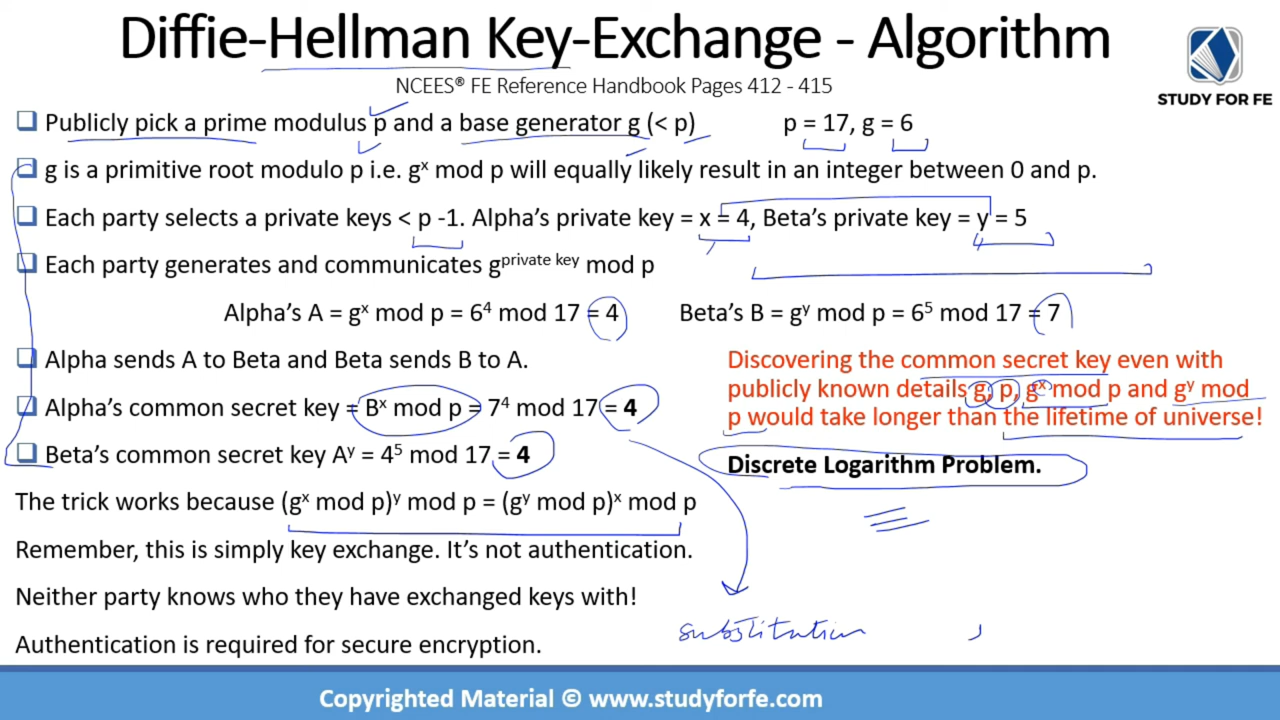 Diffie-Hellman Key-Exchange - Algorithm
NCEES® FE Reference Handbook Pages 412 - 415
STUDY FOR FE
❑ Publicly pick a prime modulus p and a base generator g (< p) p = 17, g = 6
❑ g is a primitive root modulo p i.e. gˣ mod p will equally likely result in an integer between 0 and p.
❑ Each party selects a private keys < p -1. Alpha's private key = x = 4, Beta's private key = y = 5
❑ Each party generates and communicates g^private key mod p
Alpha's A = gˣ mod p = 6⁴ mod 17 = 4 Beta's B = gʸ mod p = 6⁵ mod 17 = 7
❑ Alpha sends A to Beta and Beta sends B to A.
❑ Alpha's common secret key = Bˣ mod p = 7⁴ mod 17 = 4
❑ Beta's common secret key Aʸ = 4⁵ mod 17 = 4
The trick works because (gˣ mod p)ʸ mod p = (gʸ mod p)ˣ mod p
Remember, this is simply key exchange. It's not authentication.
Neither party knows who they have exchanged keys with!
Authentication is required for secure encryption.
Discovering the common secret key even with
publicly known details g, p, gˣ mod p and gʸ mod
p would take longer than the lifetime of universe!
Discrete Logarithm Problem.
substitution
Copyrighted Material © www.studyforfe.com